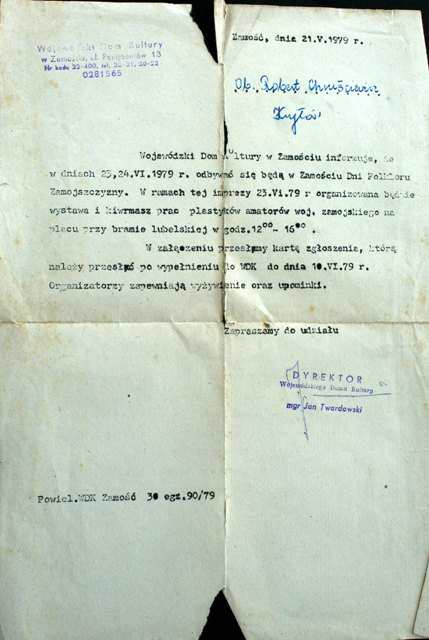 Wojewódzki Dom Kultury
w Zamościu, ul. Partyzantów 13
Nr kodu 22-400, tel. 20-21, 20-22
0281565
Zamość, dnia 21.V.1979 r.
Ob. Robert
Kryłów
Wojewódzki Dom Kultury w Zamościu informuje, że
w dniach 23,24.VI.1979 r. odbywać się będą w Zamościu Dni Folkloru
Zamojszczyzny. W ramach tej imprezy 23.VI.79 r organizowana będzie
wystawa i kiwrmasz prac plastyków amatorów woj. zamojskiego na
placu przy bramie lubelskiej w godz.12⁰⁰- 16⁰⁰ .
W załączeniu przesłamy kartę zgłoszenia, którą
należy przesłać po wypełnieniu do WDK do dnia 10.VI.79 r.
Organizatorzy zapewniają wyżywienie oraz upominki.
Zapraszamy do udziału
DYREKTOR
Wojewódzkiego Domu Kultury
mgr Jan Twardowski
Powiel.WDK Zamość 30 egz.90/79